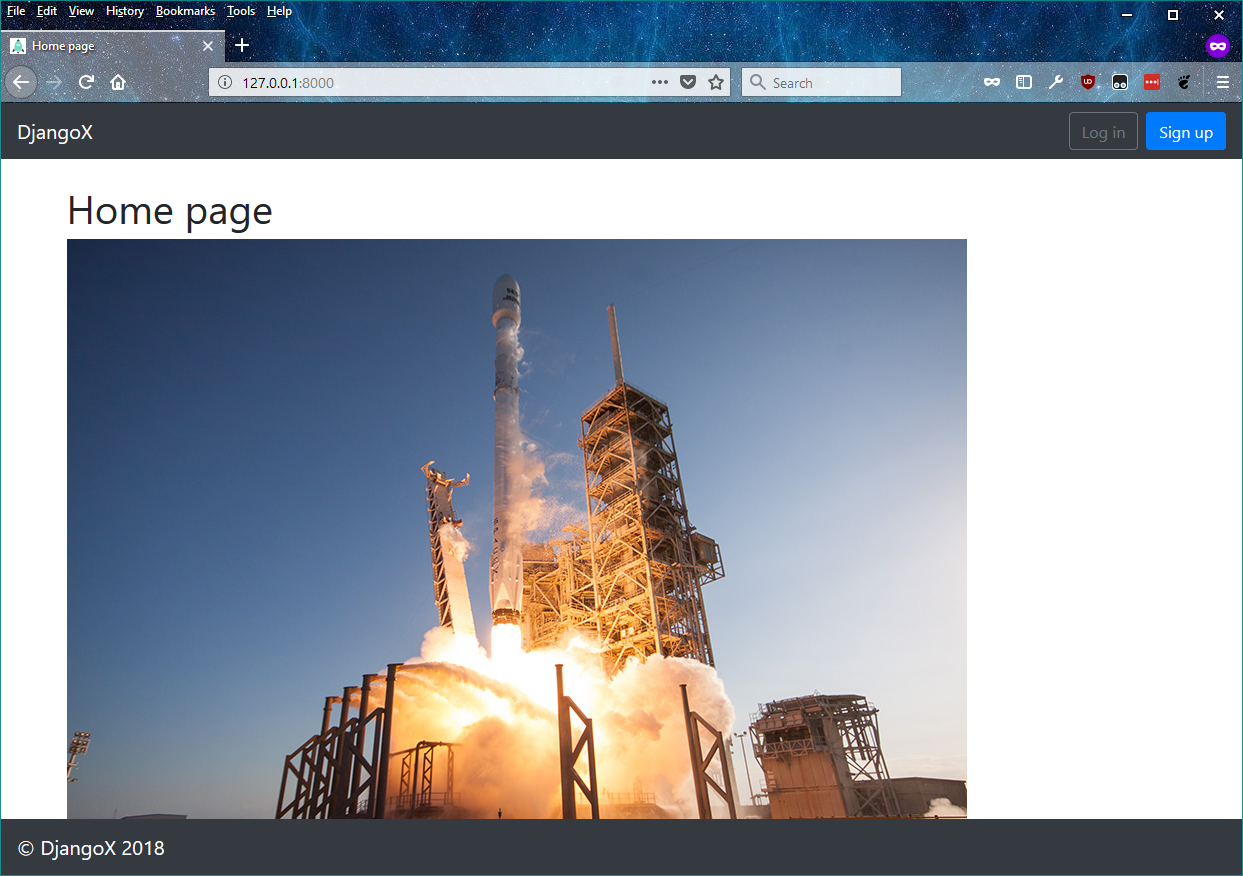 File Edit View History Bookmarks Tools Help
Home page
127.0.0.1:8000
Search
DjangoX
Log in
Sign up
Home page
© DjangoX 2018